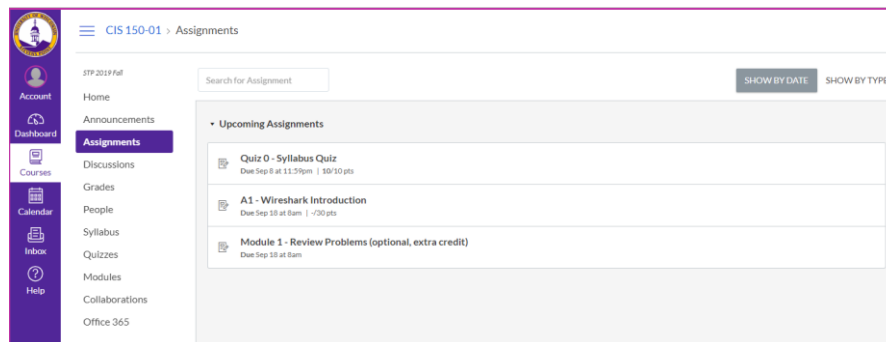 CIS 150-01 > Assignments
STP 2019 Fall
Account
Dashboard
Courses
Calendar
Inbox
Help
Home
Announcements
Assignments
Discussions
Grades
People
Syllabus
Quizzes
Modules
Collaborations
Office 365
Search for Assignment
SHOW BY DATE SHOW BY TYPE
Upcoming Assignments
Quiz 0 - Syllabus Quiz
Due Sep 8 at 11:59pm | 10/10 pts
A1 - Wireshark Introduction
Due Sep 18 at 8am | -/30 pts
Module 1 - Review Problems (optional, extra credit)
Due Sep 18 at 8am